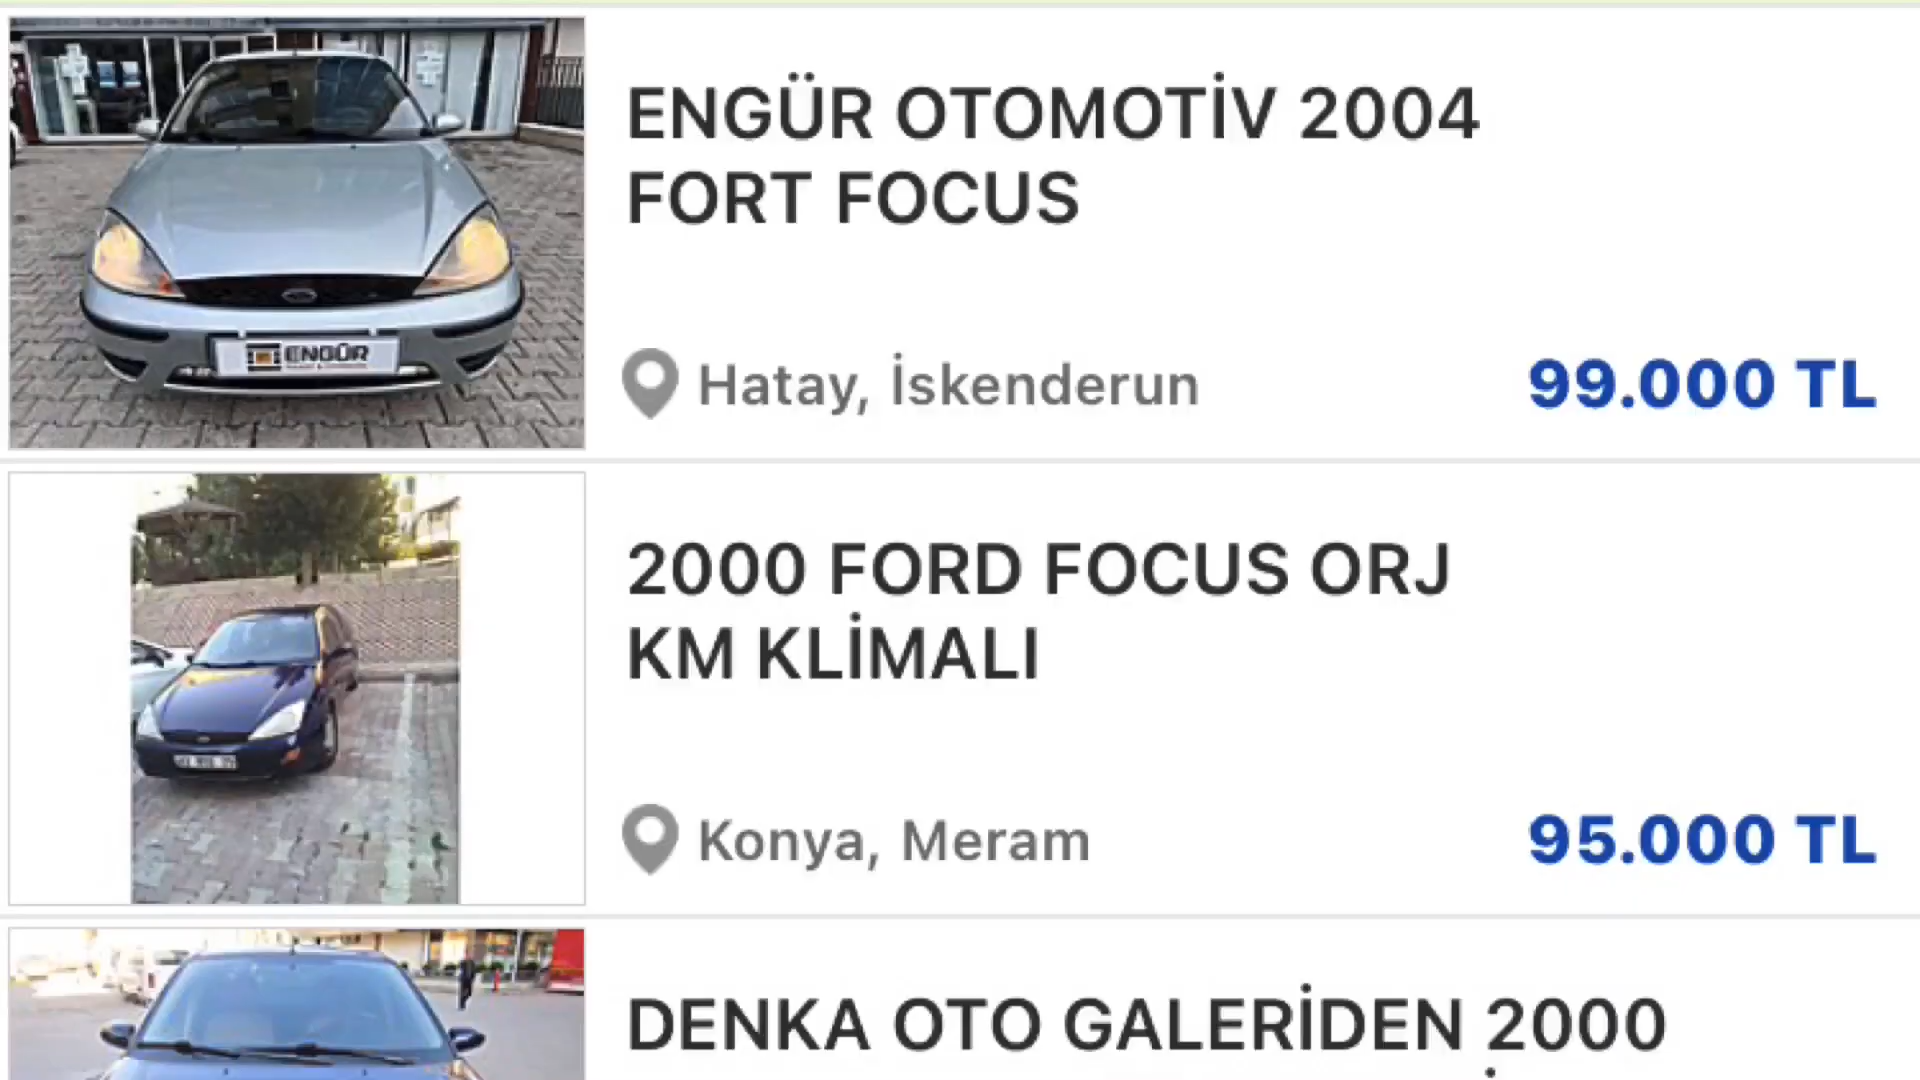 ENGÜR OTOMOTİV 2004
FORT FOCUS
ENGÜR
Hatay, İskenderun
99.000 TL
2000 FORD FOCUS ORJ
KM KLİMALI
Konya, Meram
95.000 TL
DENKA OTO GALERİDEN 2000